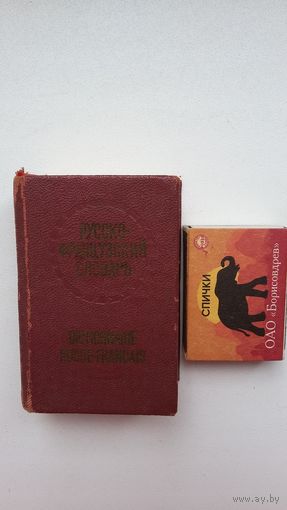 РУССКО-
ФРАНЦУЗСКИЙ
СЛОВАРЬ
DICTIONNAIRE
RUSSE-FRANÇAIS
СПИЧКИ
ОАО «Борисовдрев»
www.ay.by